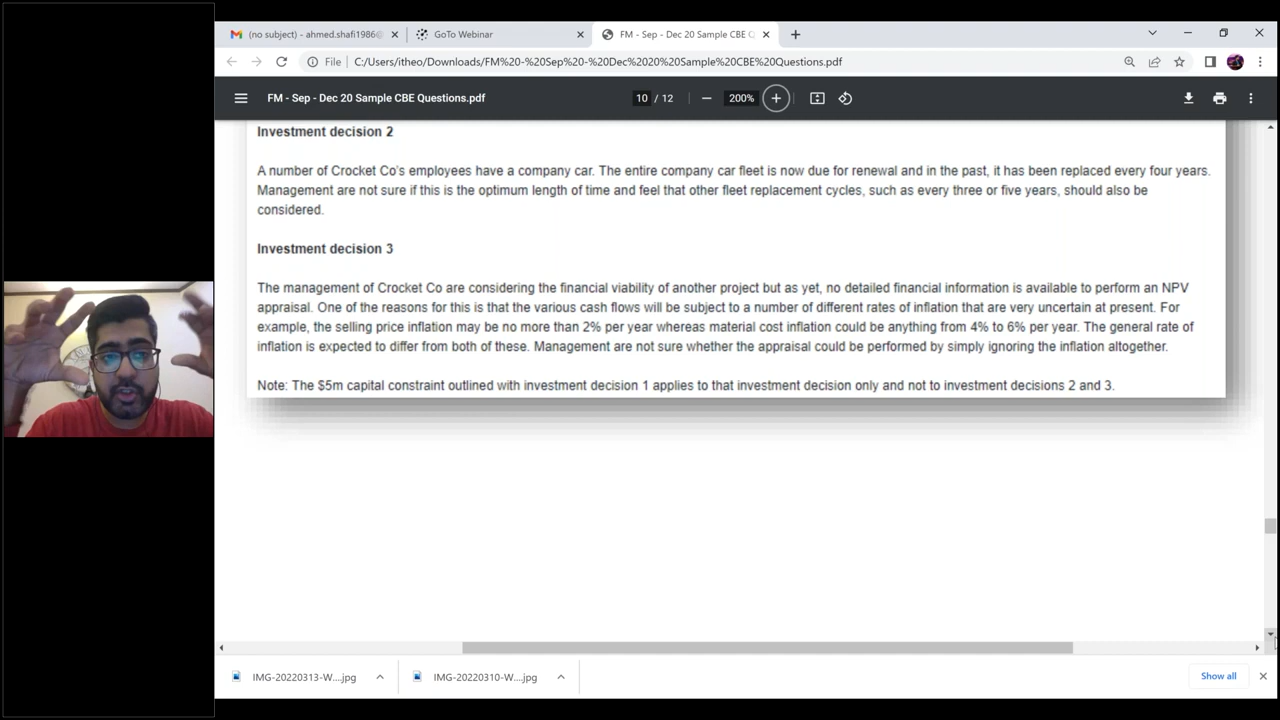 (no subject) - ahmed.shafi1986@
GoTo Webinar
FM - Sep - Dec 20 Sample CBE Q
File
C:/Users/itheo/Downloads/FM%20-%20Sep%20-%20Dec%2020%20Sample%20CBE%20Questions.pdf
FM - Sep - Dec 20 Sample CBE Questions.pdf
10 / 12
200%
Investment decision 2
A number of Crocket Co's employees have a company car. The entire company car fleet is now due for renewal and in the past, it has been replaced every four years.
Management are not sure if this is the optimum length of time and feel that other fleet replacement cycles, such as every three or five years, should also be
considered.
Investment decision 3
The management of Crocket Co are considering the financial viability of another project but as yet, no detailed financial information is available to perform an NPV
appraisal. One of the reasons for this is that the various cash flows will be subject to a number of different rates of inflation that are very uncertain at present. For
example, the selling price inflation may be no more than 2% per year whereas material cost inflation could be anything from 4% to 6% per year. The general rate of
inflation is expected to differ from both of these. Management are not sure whether the appraisal could be performed by simply ignoring the inflation altogether.
Note: The $5m capital constraint outlined with investment decision 1 applies to that investment decision only and not to investment decisions 2 and 3.
IMG-20220313-W....jpg
IMG-20220310-W....jpg
Show all